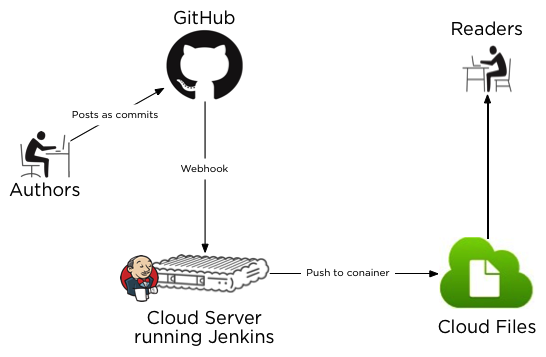 GitHub
Readers
Posts as commits
Authors
Webhook
Push to conainer
Cloud Server
running Jenkins
Cloud Files